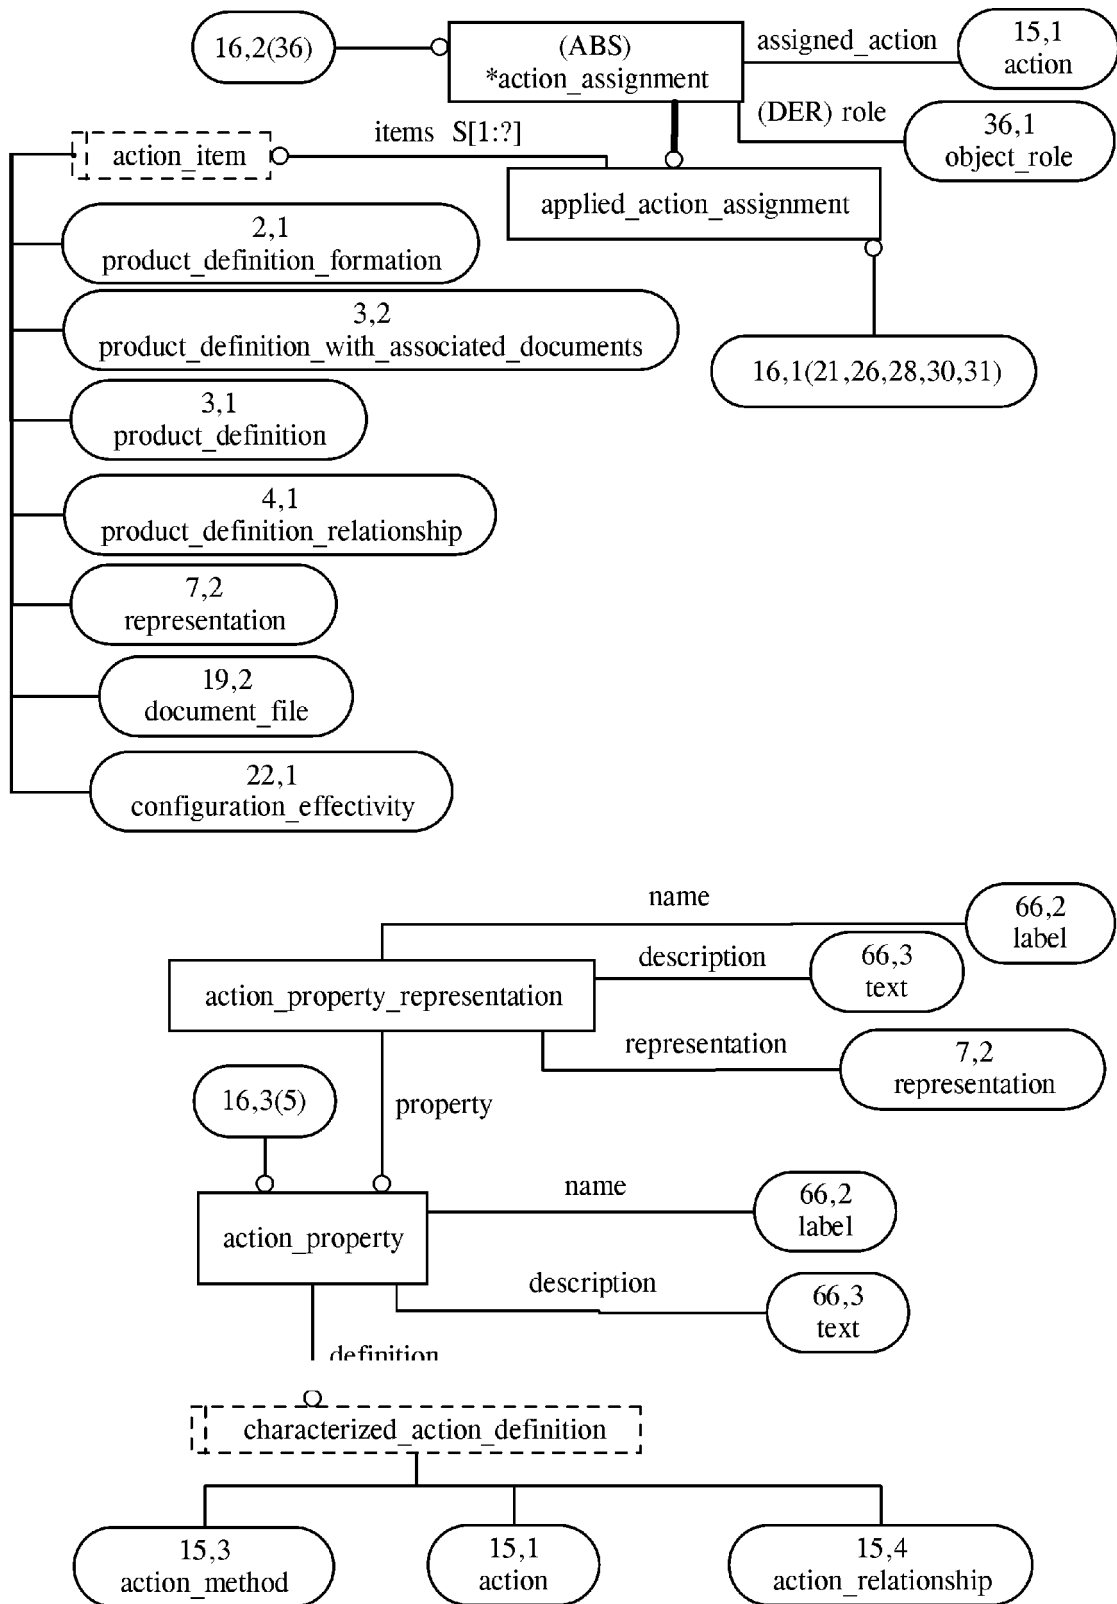 16,2(36)
(ABS)
*action_assignment
assigned_action
15,1
action
(DER) role
36,1
object_role
items S[1:?]
action_item
applied_action_assignment
2,1
product_definition_formation
3,2
product_definition_with_associated_documents
16,1(21,26,28,30,31)
3,1
product_definition
4,1
product_definition_relationship
7,2
representation
19,2
document_file
22,1
configuration_effectivity
name
66,2
label
description
66,3
text
action_property_representation
representation
7,2
representation
16,3(5)
property
name
66,2
label
action_property
description
66,3
text
definition
characterized_action_definition
15,3
action_method
15,1
action
15,4
action_relationship